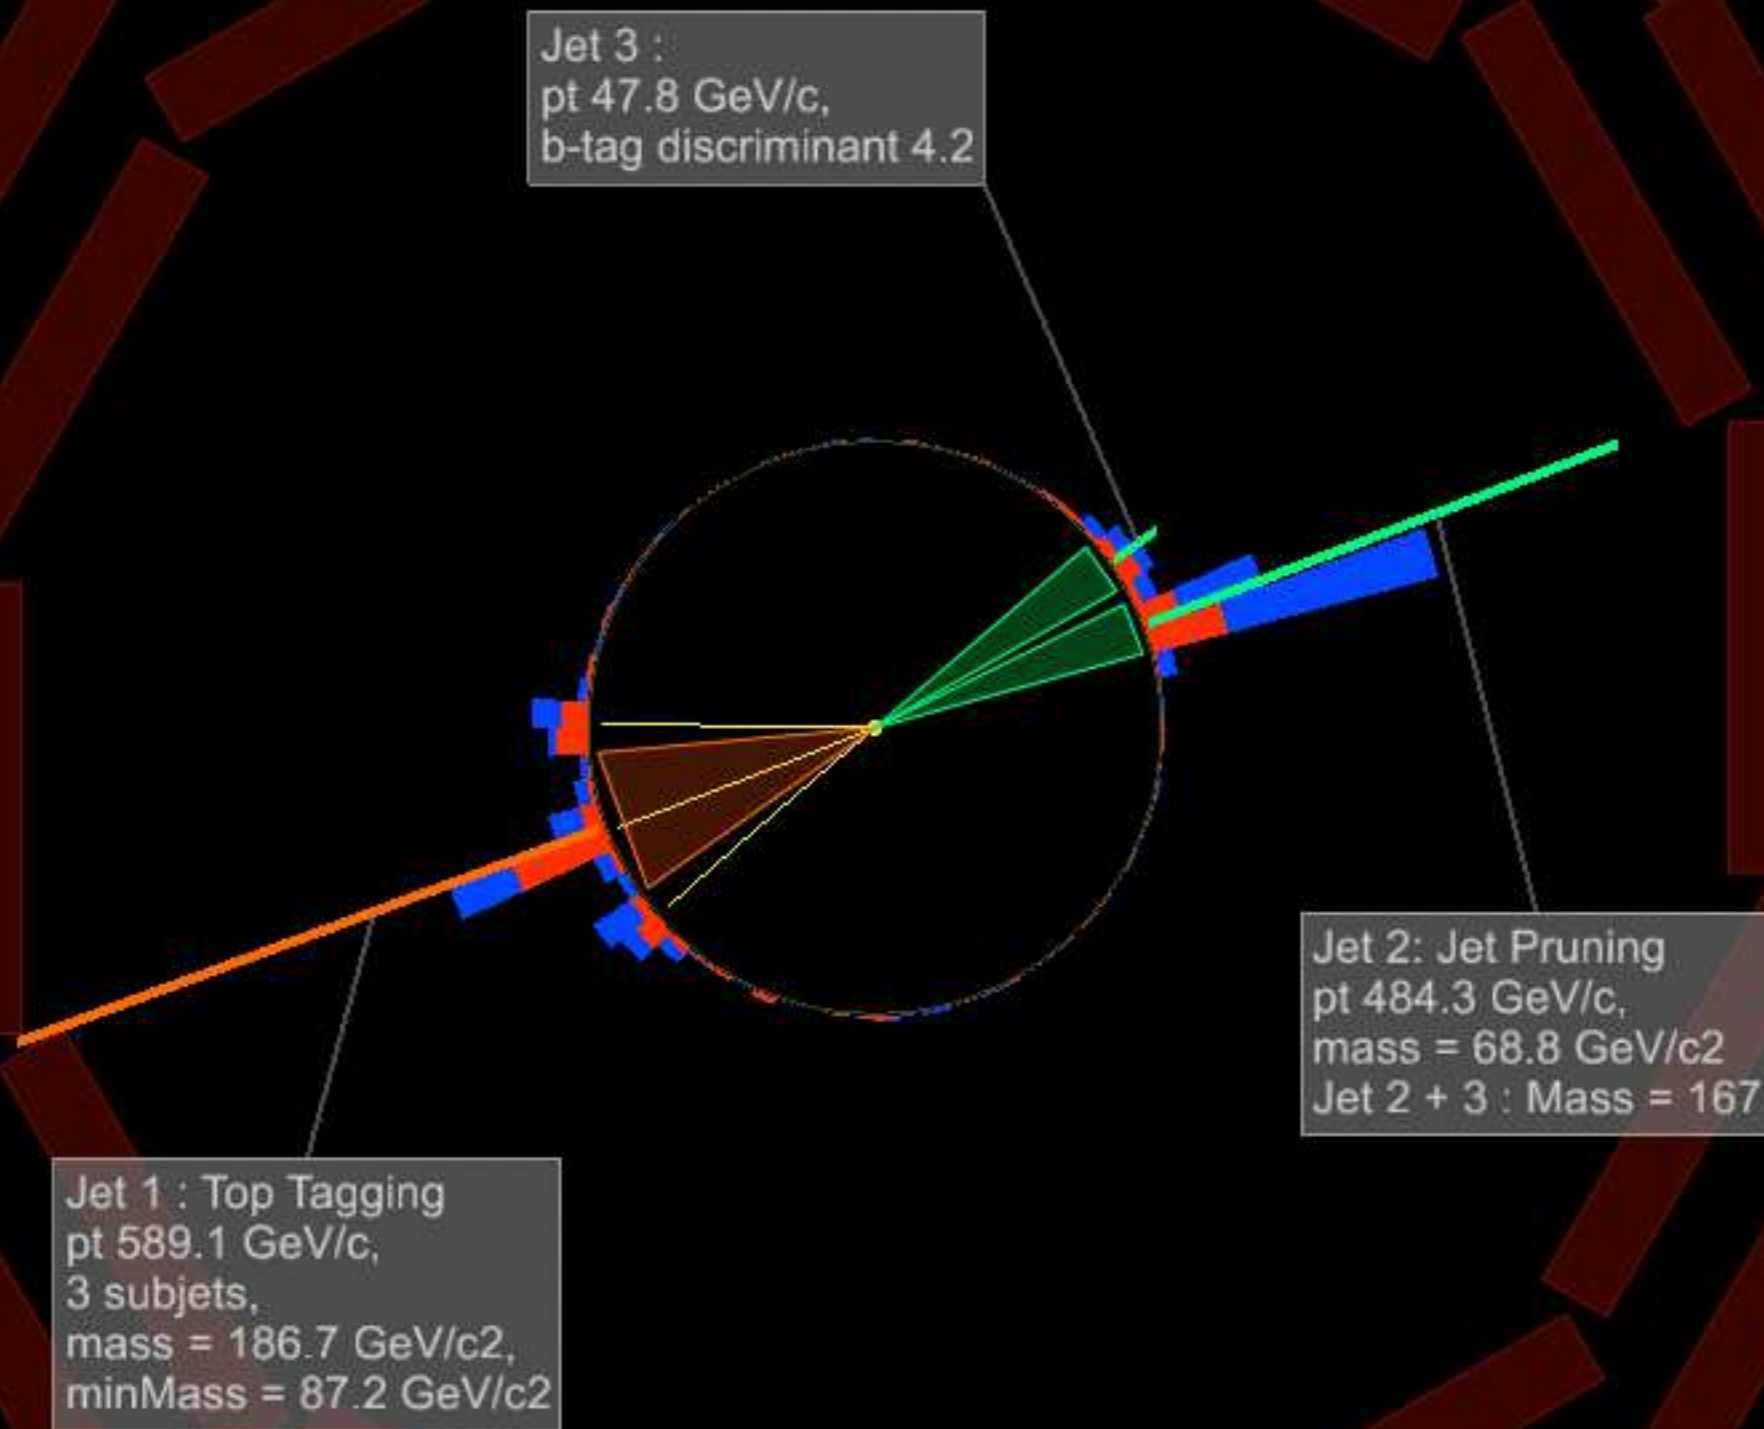 Jet 3 :
pt 47.8 GeV/c,
b-tag discriminant 4.2
Jet 2: Jet Pruning
pt 484.3 GeV/c,
mass = 68.8 GeV/c2
Jet 2 + 3 : Mass = 167
Jet 1 : Top Tagging
pt 589.1 GeV/c,
3 subjets,
mass = 186.7 GeV/c2,
minMass = 87.2 GeV/c2